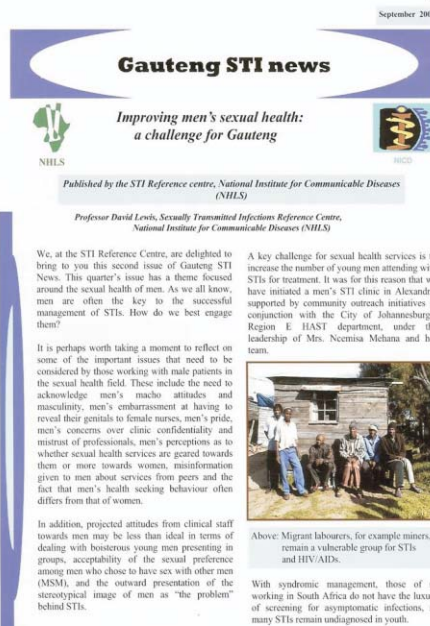 September 200
Gauteng STI news
Improving men's sexual health:
a challenge for Gauteng
NHLS
NICD
Published by the STI Reference centre, National Institute for Communicable Diseases
(NHLS)
Professor David Lewis, Sexually Transmitted Infections Reference Centre,
National Institute for Communicable Diseases (NHLS)
We, at the STI Reference Centre, are delighted to
bring to you this second issue of Gauteng STI
News. This quarter's issue has a theme focused
around the sexual health of men. As we all know,
men are often the key to the successful
management of STIs. How do we best engage
them?
It is perhaps worth taking a moment to reflect on
some of the important issues that need to be
considered by those working with male patients in
the sexual health field. These include the need to
acknowledge men's macho attitudes and
masculinity, men's embarrassment at having to
reveal their genitals to female nurses, men's pride,
men's concerns over clinic confidentiality and
mistrust of professionals, men's perceptions as to
whether sexual health services are geared towards
them or more towards women, misinformation
given to men about services from peers and the
fact that men's health seeking behaviour often
differs from that of women.
In addition, projected attitudes from clinical staff
towards men may be less than ideal in terms of
dealing with boisterous young men presenting in
groups, acceptability of the sexual preference
among men who chose to have sex with other men
(MSM), and the outward presentation of the
stereotypical image of men as "the problem"
behind STIs.
A key challenge for sexual health services is
increase the number of young men attending
STIs for treatment. It was for this reason that
have initiated a men's STI clinic in
supported by community outreach initiatives
conjunction with the City of
Region E HAST department, under
leadership of Mrs. Neemisa Mehana and
team.
Above: Migrant labourers, for example miners,
remain a vulnerable group for STIs
and HIV/AIDs.
With syndromic management, those of
working in South Africa do not have the
of screening for asymptomatic infections,
many STIs remain undiagnosed in youth.